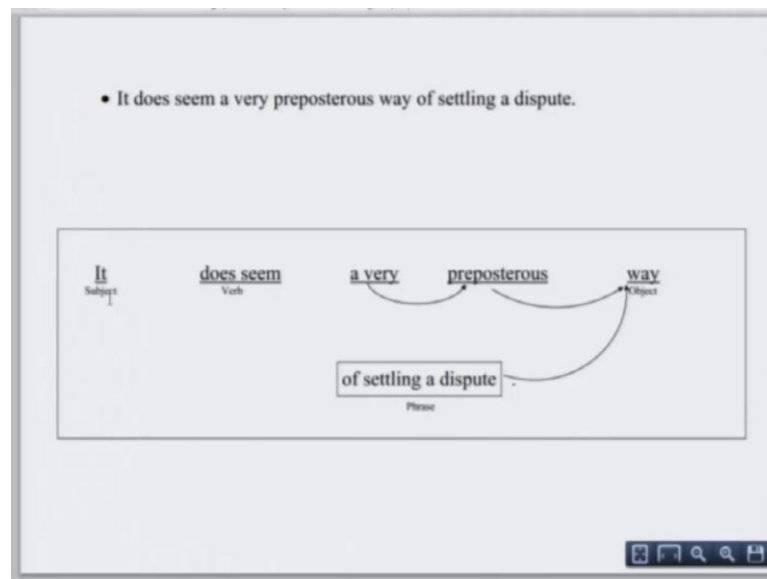 • It does seem a very preposterous way of settling a dispute.
It does seem a very preposterous way
Subject Verb Object
of settling a dispute
Phrase